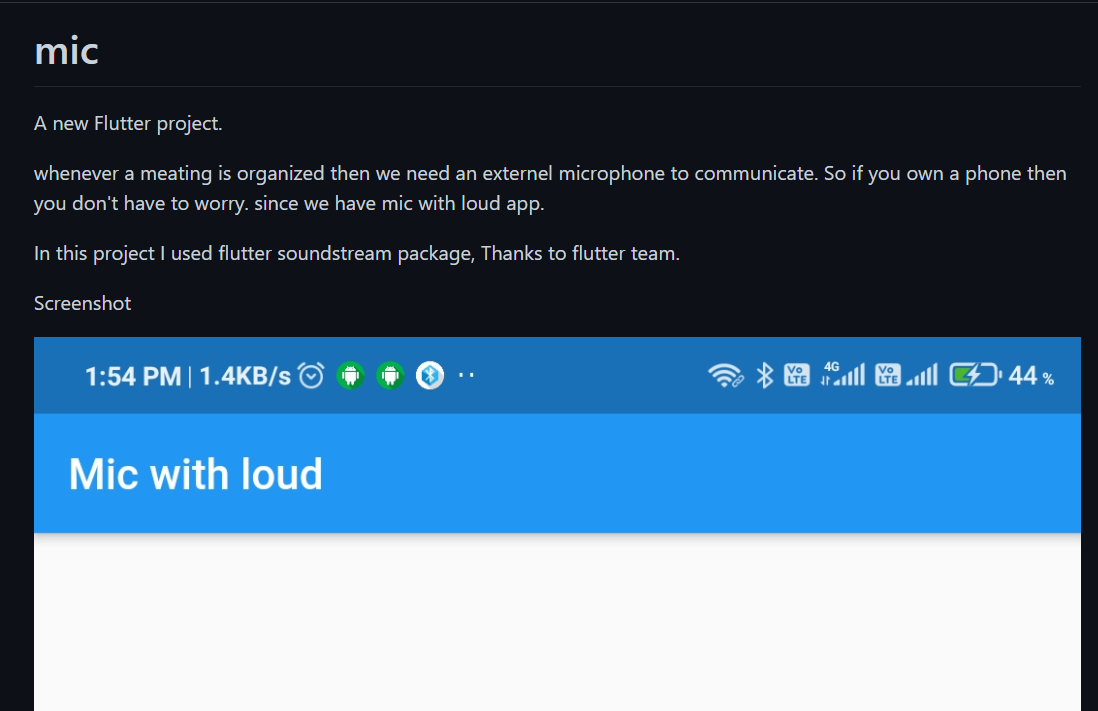 mic
A new Flutter project.
whenever a meating is organized then we need an externel microphone to communicate. So if you own a phone then
you don't have to worry. since we have mic with loud app.
In this project I used flutter soundstream package, Thanks to flutter team.
Screenshot
1:54 PM | 1.4KB/s Vo LTE 4G Vo LTE 44 %
Mic with loud